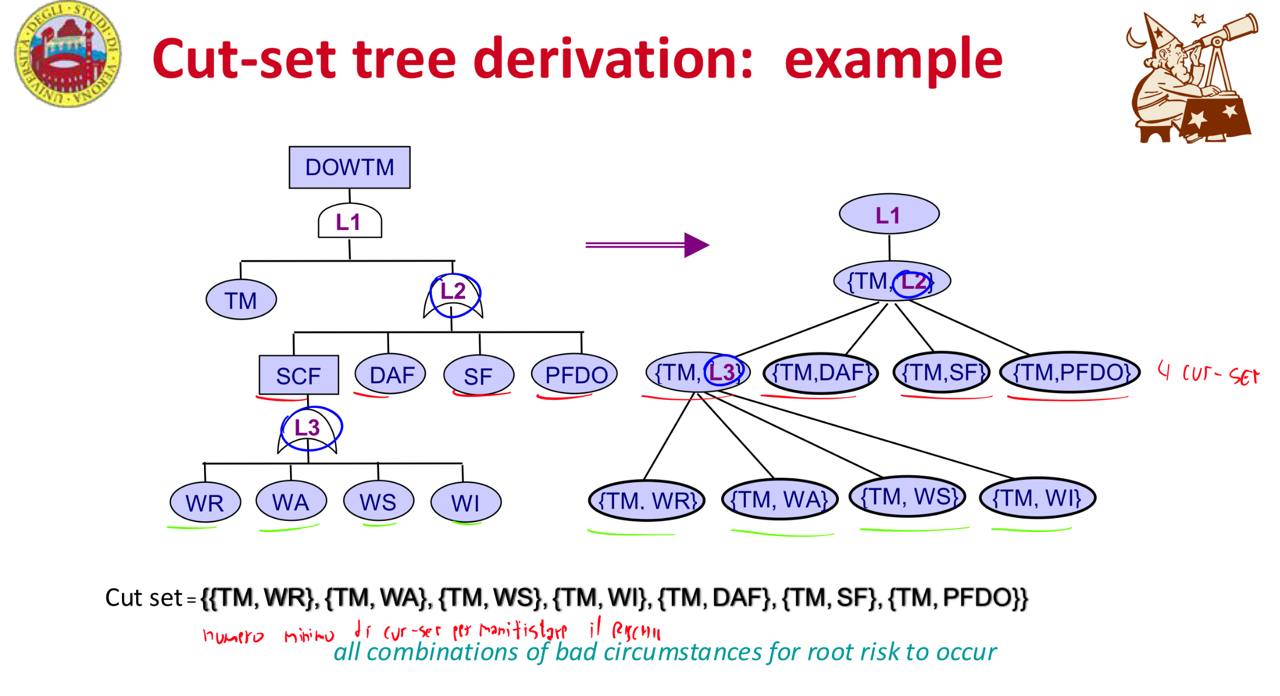 UNIVERSITÀ DEGLI STUDI DI VERONA
Cut-set tree derivation: example
DOWTM
L1
TM
L2
SCF
DAF
SF
PFDO
L3
WR
WA
WS
WI
L1
{TM, L2}
{TM, L3}
{TM,DAF}
{TM,SF}
{TM,PFDO}
4 cut-set
{TM. WR}
{TM, WA}
{TM, WS}
{TM, WI}
Cut set = {{TM, WR}, {TM, WA}, {TM, WS}, {TM, WI}, {TM, DAF}, {TM, SF}, {TM, PFDO}}
numero minimo di cut-set per manifistare il
all combinations of bad circumstances for root risk to occur